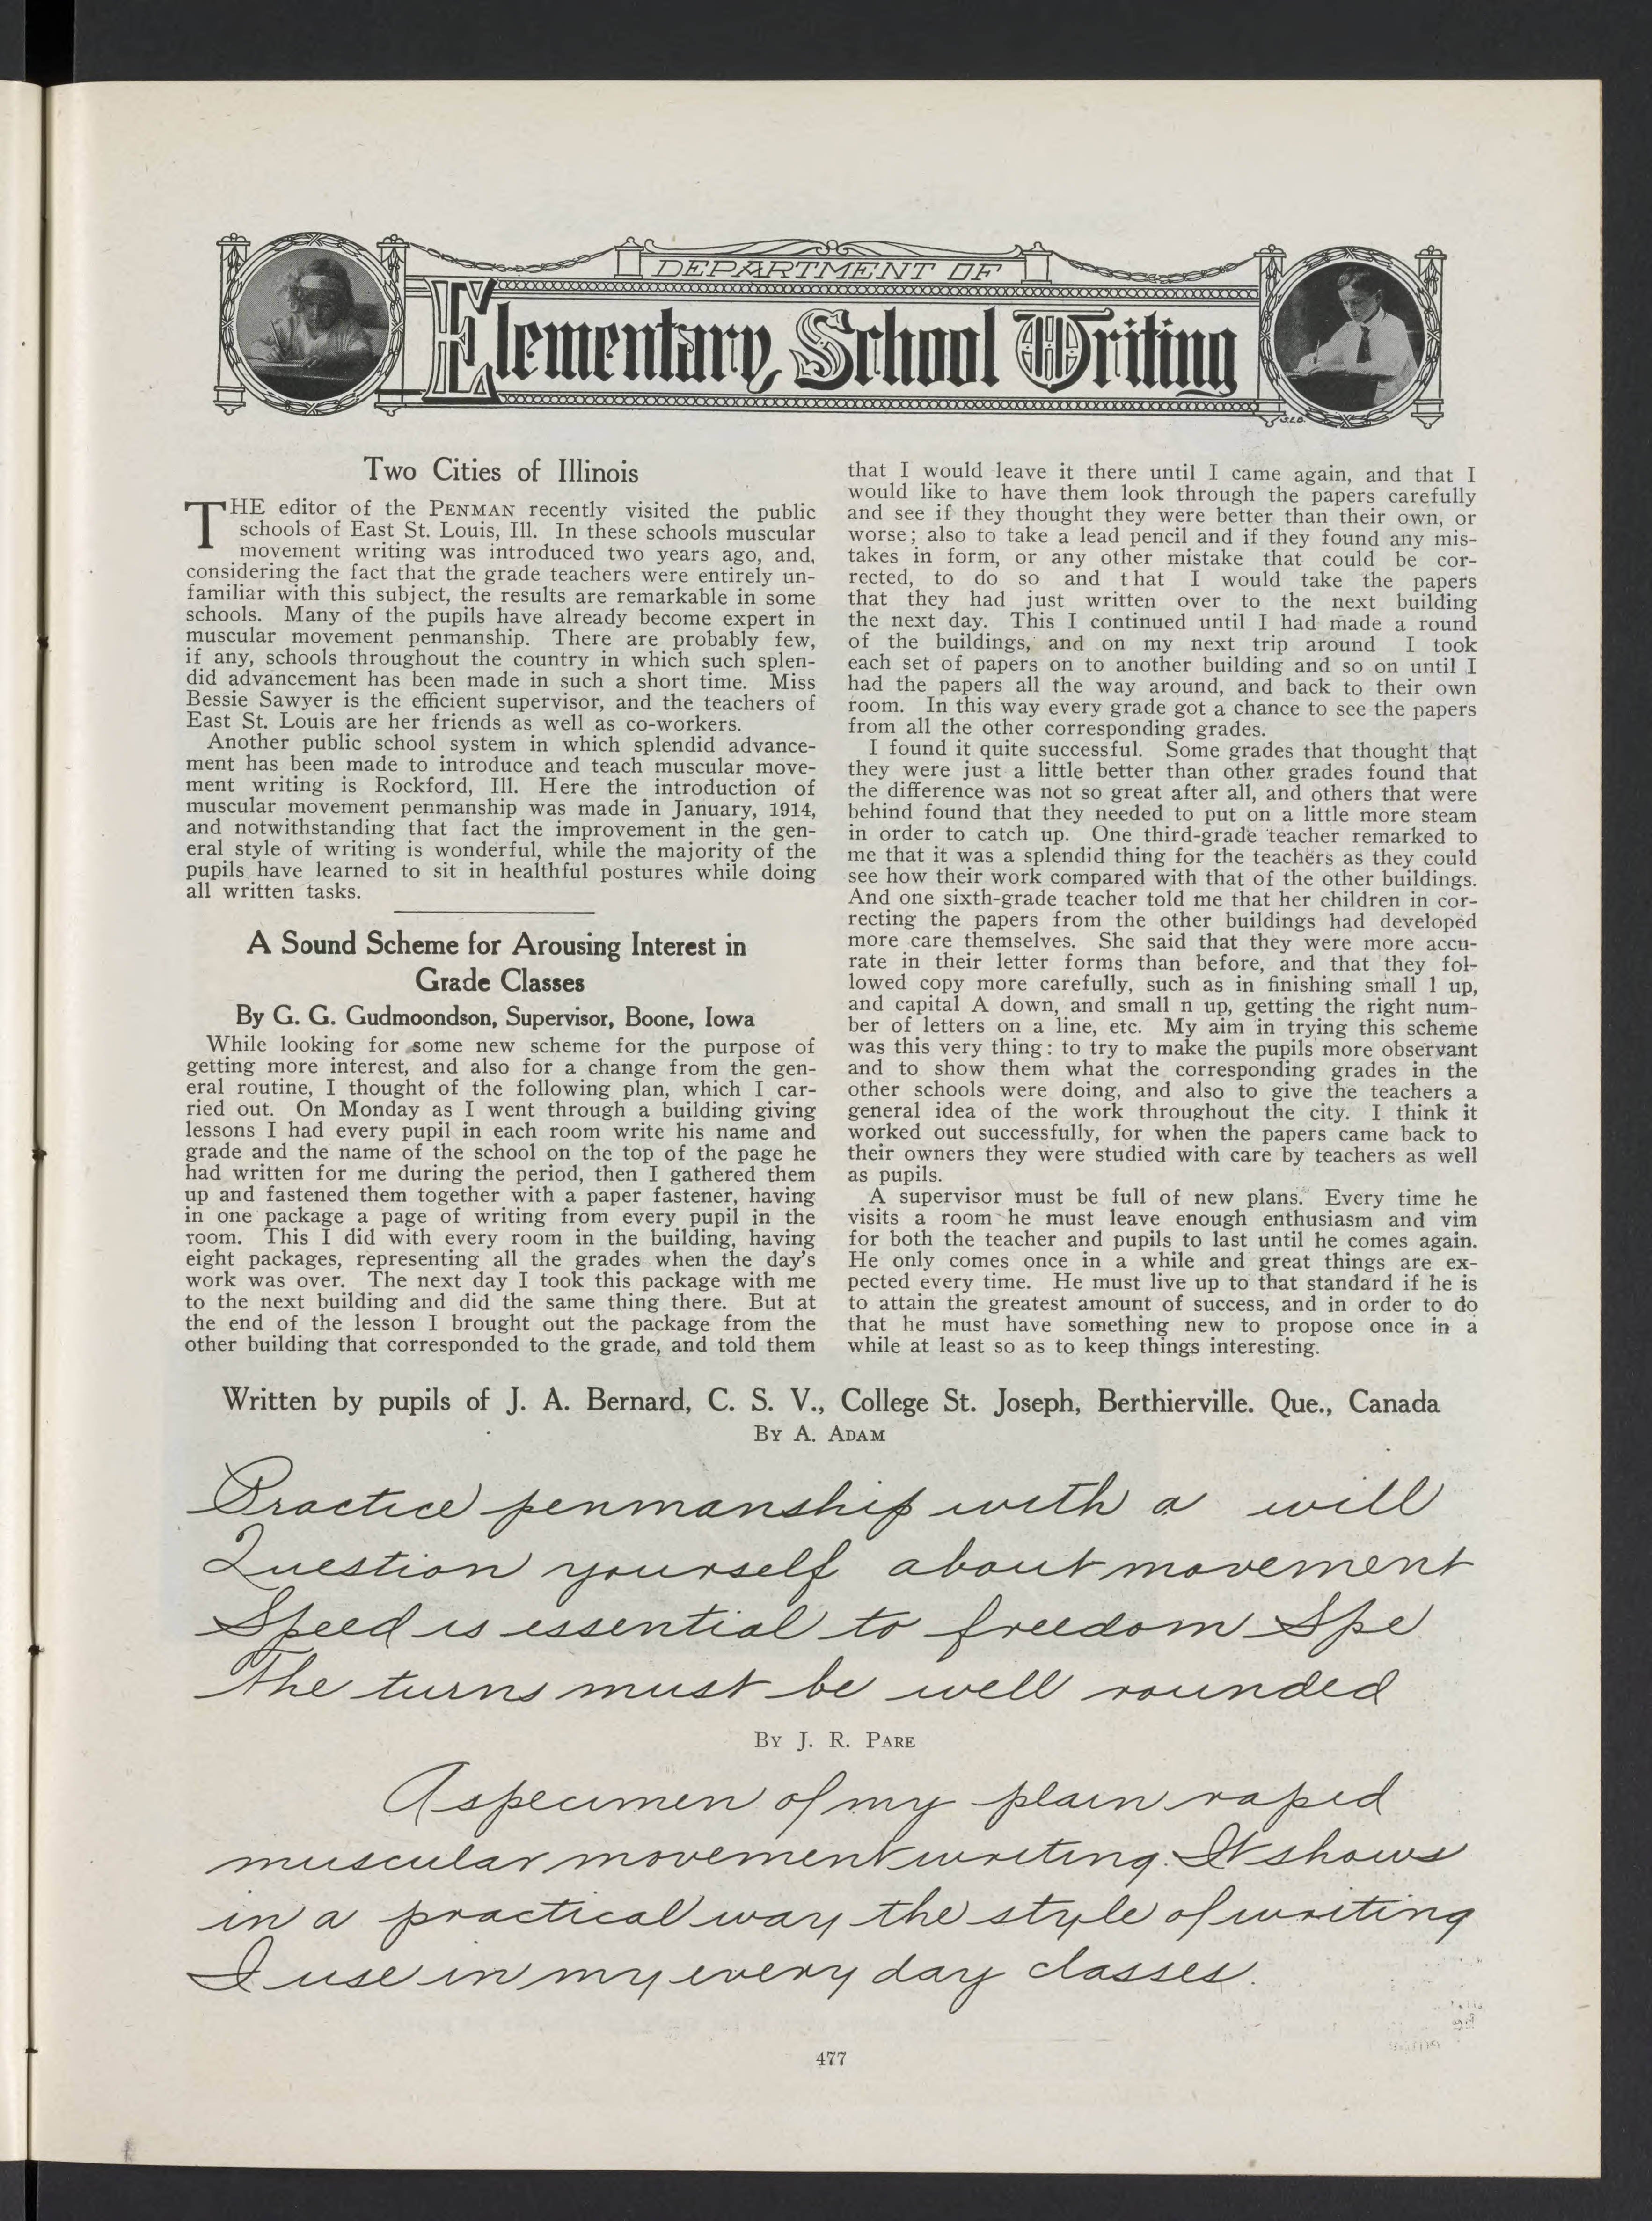 DEPARTMENT OF
Elementary School Writing
S.E.B.
Two Cities of Illinois
THE editor of the PENMAN recently visited the public
schools of East St. Louis, Ill. In these schools muscular
movement writing was introduced two years ago, and,
considering the fact that the grade teachers were entirely un-
familiar with this subject, the results are remarkable in some
schools. Many of the pupils have already become expert in
muscular movement penmanship. There are probably few,
if any, schools throughout the country in which such splen-
did advancement has been made in such a short time. Miss
Bessie Sawyer is the efficient supervisor, and the teachers of
East St. Louis are her friends as well as co-workers.
Another public school system in which splendid advance-
ment has been made to introduce and teach muscular move-
ment writing is Rockford, Ill. Here the introduction of
muscular movement penmanship was made in January, 1914,
and notwithstanding that fact the improvement in the gen-
eral style of writing is wonderful, while the majority of the
pupils have learned to sit in healthful postures while doing
all written tasks.
A Sound Scheme for Arousing Interest in
Grade Classes
By G. G. Gudmoondson, Supervisor, Boone, Iowa
While looking for some new scheme for the purpose of
getting more interest, and also for a change from the gen-
eral routine, I thought of the following plan, which I car-
ried out. On Monday as I went through a building giving
lessons I had every pupil in each room write his name and
grade and the name of the school on the top of the page he
had written for me during the period, then I gathered them
up and fastened them together with a paper fastener, having
in one package a page of writing from every pupil in the
room. This I did with every room in the building, having
eight packages, representing all the grades when the day's
work was over. The next day I took this package with me
to the next building and did the same thing there. But at
the end of the lesson I brought out the package from the
other building that corresponded to the grade, and told them
that I would leave it there until I came again, and that I
would like to have them look through the papers carefully
and see if they thought they were better than their own, or
worse; also to take a lead pencil and if they found any mis-
takes in form, or any other mistake that could be cor-
rected, to do so and that I would take the papers
that they had just written over to the next building
the next day. This I continued until I had made a round
of the buildings, and on my next trip around I took
each set of papers on to another building and so on until I
had the papers all the way around, and back to their own
room. In this way every grade got a chance to see the papers
from all the other corresponding grades.
I found it quite successful. Some grades that thought that
they were just a little better than other grades found that
the difference was not so great after all, and others that were
behind found that they needed to put on a little more steam
in order to catch up. One third-grade teacher remarked to
me that it was a splendid thing for the teachers as they could
see how their work compared with that of the other buildings.
And one sixth-grade teacher told me that her children in cor-
recting the papers from the other buildings had developed
more care themselves. She said that they were more accu-
rate in their letter forms than before, and that they fol-
lowed copy more carefully, such as in finishing small l up,
and capital A down, and small n up, getting the right num-
ber of letters on a line, etc. My aim in trying this scheme
was this very thing: to try to make the pupils more observant
and to show them what the corresponding grades in the
other schools were doing, and also to give the teachers a
general idea of the work throughout the city. I think it
worked out successfully, for when the papers came back to
their owners they were studied with care by teachers as well
as pupils.
A supervisor must be full of new plans. Every time he
visits a room he must leave enough enthusiasm and vim
for both the teacher and pupils to last until he comes again.
He only comes once in a while and great things are ex-
pected every time. He must live up to that standard if he is
to attain the greatest amount of success, and in order to do
that he must have something new to propose once in a
while at least so as to keep things interesting.
Written by pupils of J. A. Bernard, C. S. V., College St. Joseph, Berthierville. Que., Canada
BY A. ADAM
Practice penmanship with a will
Question yourself about movement
Speed is essential to freedom Spe
The turns must be well rounded
BY J. R. PARE
A specimen of my plain rapid
muscular movement writing. It shows
in a practical way the style of writing
I use in my every day classes.
477